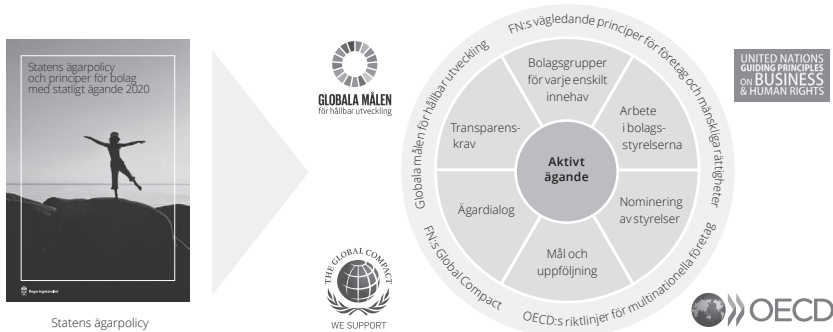 Statens ägarpolicy
och principer för bolag
med statligt ägande 2020
Regeringskansliet
Statens ägarpolicy
GLOBALA MÅLEN
för hållbar utveckling
THE GLOBAL COMPACT
WE SUPPORT
Globala målen för hållbar utveckling
FN:s vägledande principer för företag och mänskliga rättigheter
OECD:s riktlinjer för multinationella företag
FN:s Global Compact
Bolagsgrupper
för varje enskilt
innehav
Arbete
i bolags-
styrelserna
Nominering
av styrelser
Mål och
uppföljning
Ägardialog
Transparens-
krav
Aktivt
ägande
UNITED NATIONS
GUIDING PRINCIPLES
ON BUSINESS
& HUMAN RIGHTS
OECD